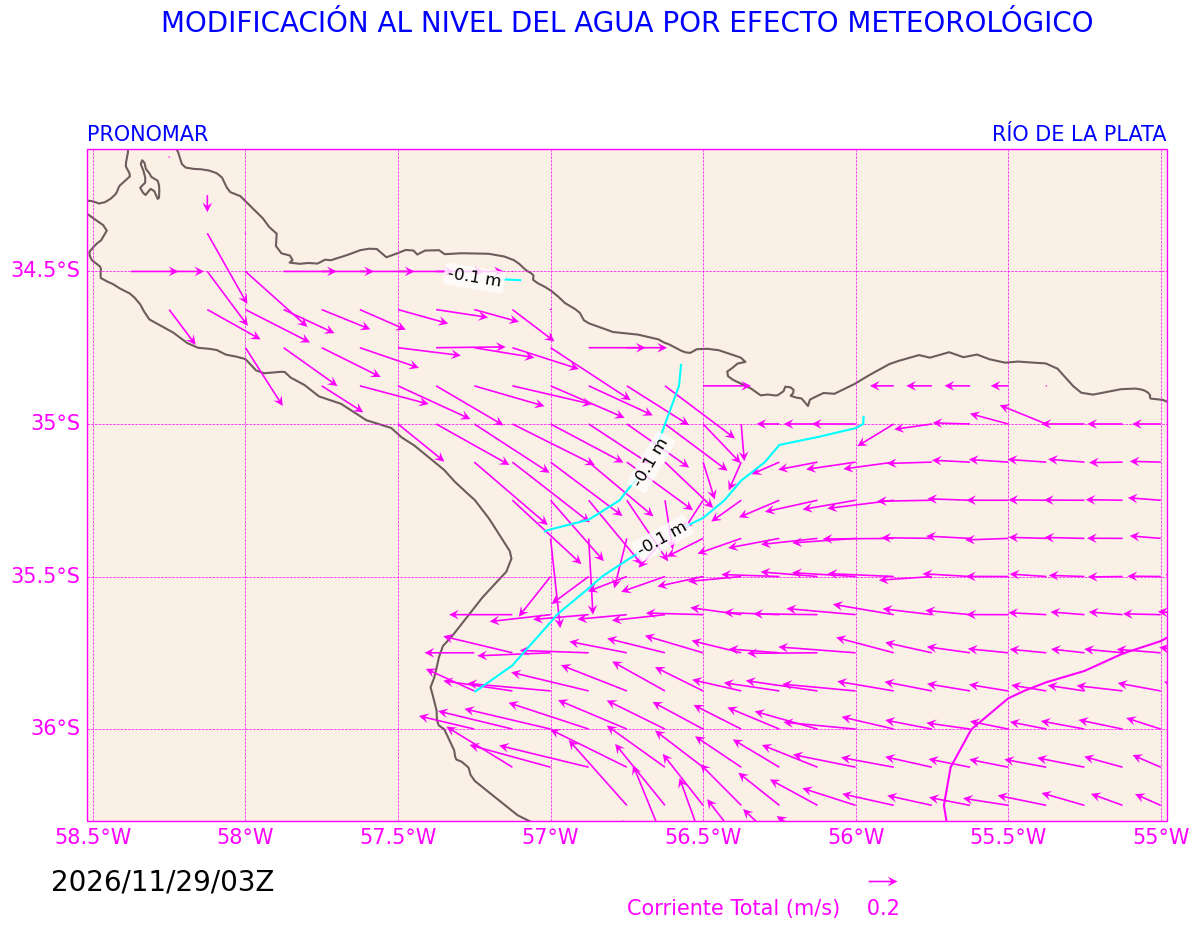 MODIFICACIÓN AL NIVEL DEL AGUA POR EFECTO METEOROLÓGICO
PRONOMAR
RÍO DE LA PLATA
34.5°S
35°S
35.5°S
36°S
-0.1 m
-0.1 m
-0.1 m
58.5°W 58°W 57.5°W 57°W 56.5°W 56°W 55.5°W 55°W
2026/11/29/03Z
Corriente Total (m/s) 0.2